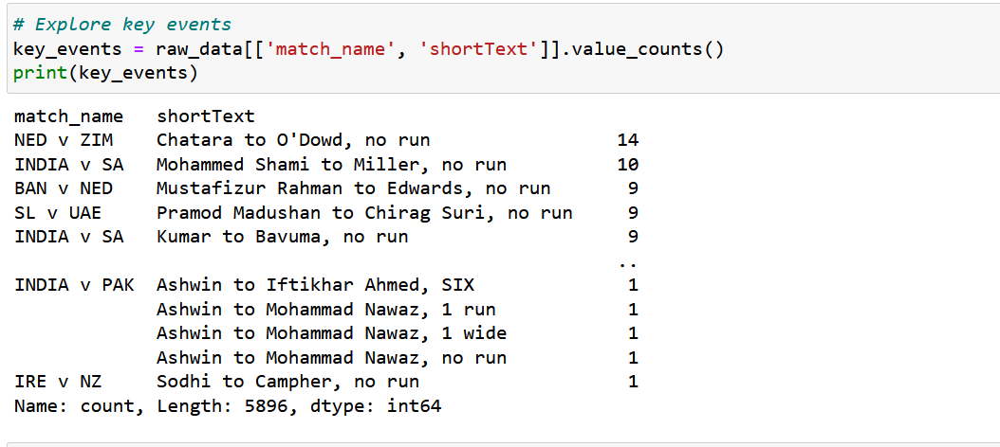 # Explore key events
key_events = raw_data[['match_name', 'shortText']].value_counts()
print(key_events)
match_name   shortText
NED v ZIM    Chatara to O'Dowd, no run                14
INDIA v SA   Mohammed Shami to Miller, no run         10
BAN v NED    Mustafizur Rahman to Edwards, no run      9
SL v UAE     Pramod Madushan to Chirag Suri, no run    9
INDIA v SA   Kumar to Bavuma, no run                   9
                                                      ..
INDIA v PAK  Ashwin to Iftikhar Ahmed, SIX             1
             Ashwin to Mohammad Nawaz, 1 run           1
             Ashwin to Mohammad Nawaz, 1 wide          1
             Ashwin to Mohammad Nawaz, no run          1
IRE v NZ     Sodhi to Campher, no run                  1
Name: count, Length: 5896, dtype: int64